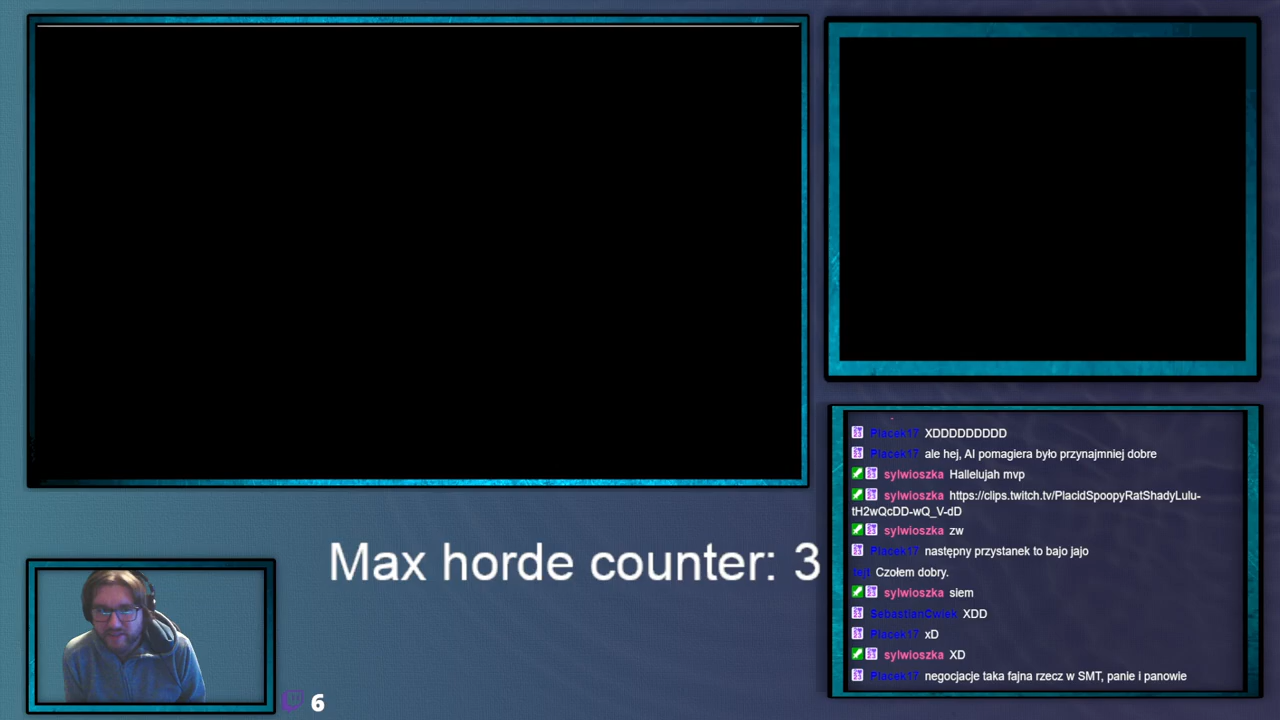 Placek17 XDDDDDDDDD
Placek17 ale hej, AI pomagiera było przynajmniej dobre
sylwioszka Hallelujah mvp
sylwioszka https://clips.twitch.tv/PlacidSpoopyRatShadyLulu-
tH2wQcDD-wQ_V-dD
sylwioszka zw
Placek17 następny przystanek to bajo jajo
Czołem dobry.
sylwioszka siem
SebastianCwiek XDD
Placek17 xD
sylwioszka XD
Placek17 negocjacje taka fajna rzecz w SMT, panie i panowie
Max horde counter: 3
6